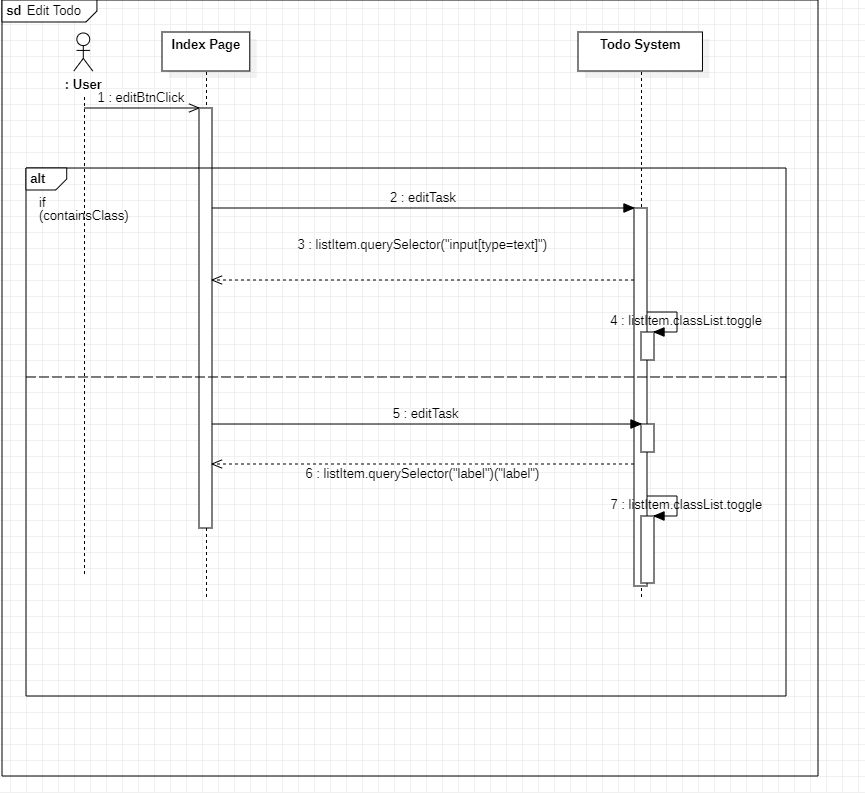 sd Edit Todo
Index Page
Todo System
: User
1 : editBtnClick
alt
if
(containsClass)
2 : editTask
3 : listItem.querySelector("input[type=text]")
4 : listItem.classList.toggle
5 : editTask
6 : listItem.querySelector("label")("label")
7 : listItem.classList.toggle